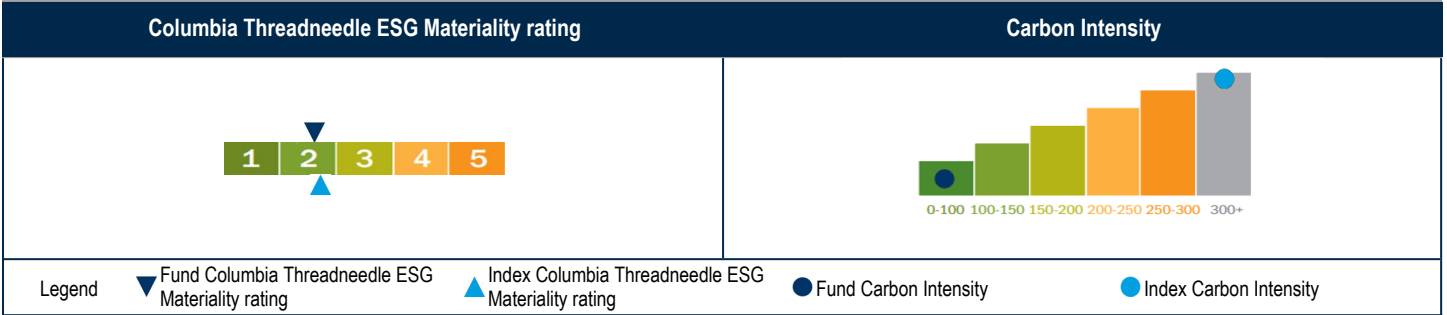 Columbia Threadneedle ESG Materiality rating
Carbon Intensity
1 2 3 4 5
0-100 100-150 150-200 200-250 250-300 300+
Legend
Fund Columbia Threadneedle ESG
Materiality rating
Index Columbia Threadneedle ESG
Materiality rating
Fund Carbon Intensity
Index Carbon Intensity